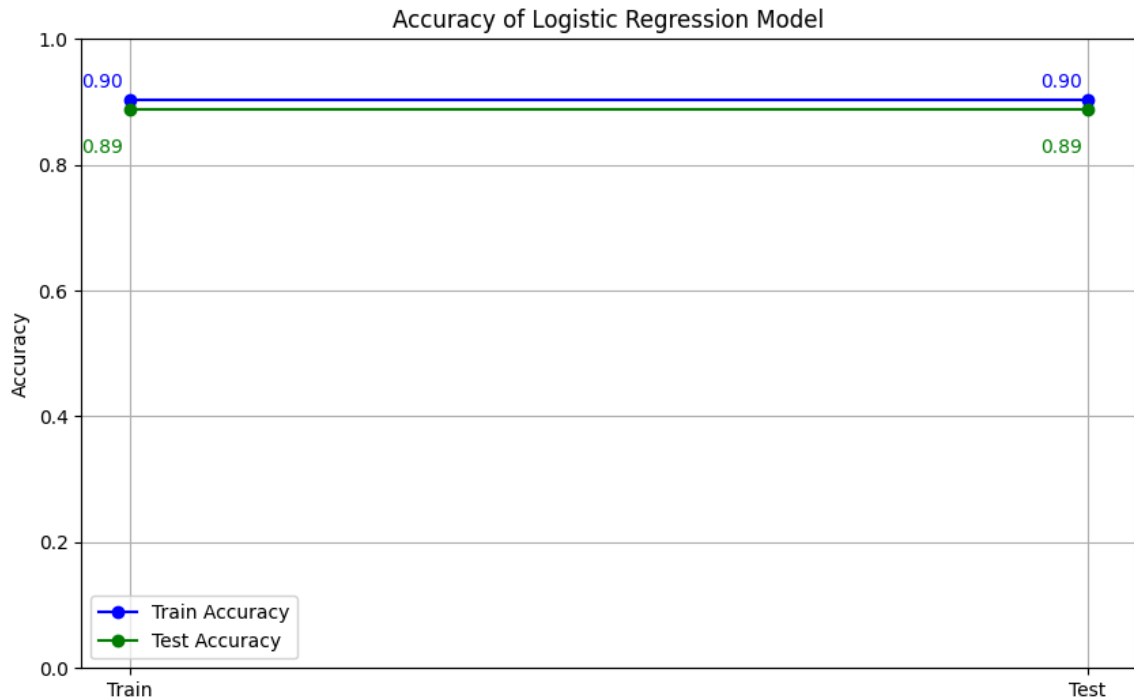 Accuracy of Logistic Regression Model
1.0
0.90
0.90
0.89
0.89
0.8
0.6
Accuracy
0.4
0.2
Train Accuracy
Test Accuracy
0.0
Train
Test